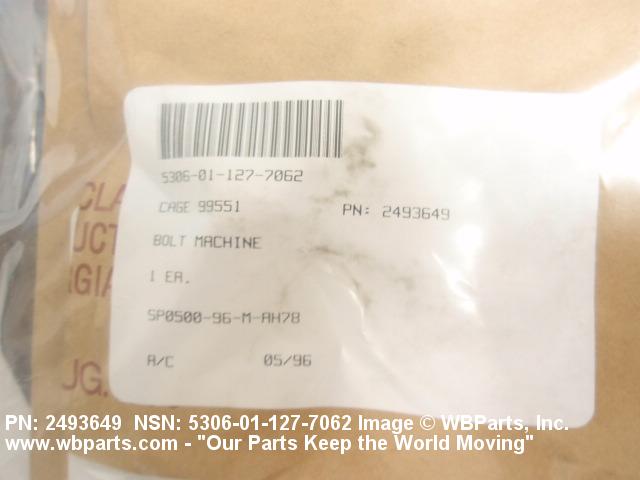 5306-01-127-7062
CAGE 99551 PN: 2493649
BOLT MACHINE
1 EA.
SP0500-96-M-AH78
A/C 05/96
PN: 2493649 NSN: 5306-01-127-7062 Image © WBParts, Inc.
www.wbparts.com - "Our Parts Keep the World Moving"